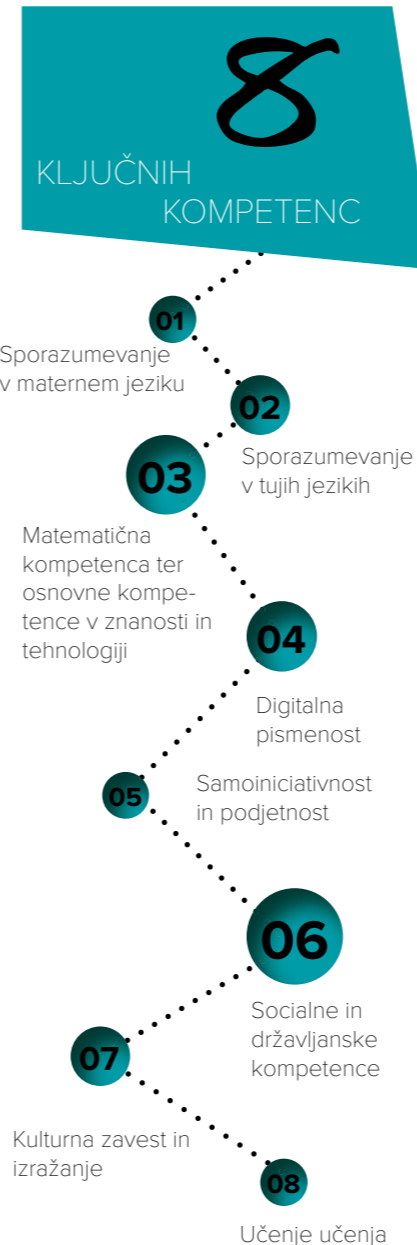 8
KLJUČNIH
KOMPETENC
01
Sporazumevanje
v maternem jeziku
02
Sporazumevanje
v tujih jezikih
03
Matematična
kompetenca ter
osnovne kompe-
tence v znanosti in
tehnologiji
04
Digitalna
pismenost
05
Samoiniciativnost
in podjetnost
06
Socialne in
državljanske
kompetence
07
Kulturna zavest in
izražanje
08
Učenje učenja